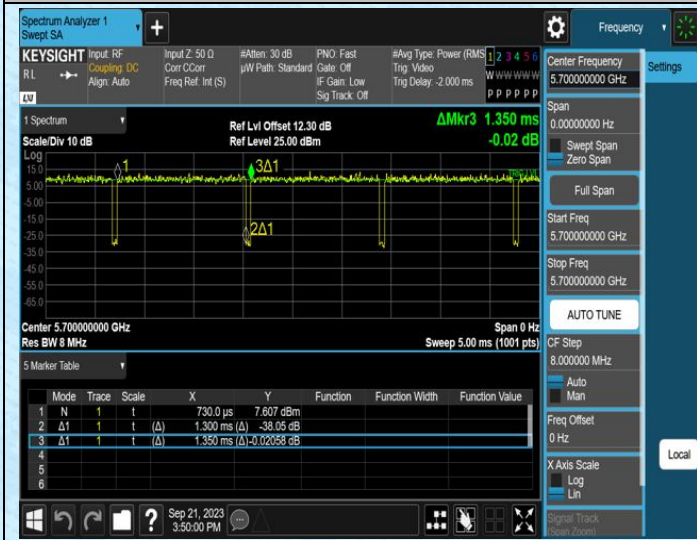 Spectrum Analyzer 1
Swept SA
Frequency
KEYSIGHT
RL
LXI
Input: RF
Coupling: DC
Align: Auto
Input Z: 50 Ω
Corr CCorr
Freq Ref: Int (S)
#Atten: 30 dB
µW Path: Standard
PNO: Fast
Gate: Off
IF Gain: Low
Sig Track: Off
#Avg Type: Power (RMS
Trig: Video
Trig Delay: -2.000 ms
1 2 3 4 5 6
W W W W W W
P P P P P P
1 Spectrum
Scale/Div 10 dB
Ref Lvl Offset 12.30 dB
Ref Level 25.00 dBm
ΔMkr3 1.350 ms
-0.02 dB
Log
15.0
5.00
-5.00
-15.0
-25.0
-35.0
-45.0
-55.0
-65.0
1
3Δ1
2Δ1
TRIG LVL
Center 5.700000000 GHz
Res BW 8 MHz
Span 0 Hz
Sweep 5.00 ms (1001 pts)
5 Marker Table
Mode Trace Scale X Y Function Function Width Function Value
1 N 1 t 730.0 µs 7.607 dBm
2 Δ1 1 t (Δ) 1.300 ms (Δ) -38.05 dB
3 Δ1 1 t (Δ) 1.350 ms (Δ) -0.02058 dB
4
5
6
Sep 21, 2023
3:50:00 PM
Center Frequency
5.700000000 GHz
Span
0.00000000 Hz
Swept Span
Zero Span
Full Span
Start Freq
5.700000000 GHz
Stop Freq
5.700000000 GHz
AUTO TUNE
CF Step
8.000000 MHz
Auto
Man
Freq Offset
0 Hz
X Axis Scale
Log
Lin
Signal Track
(Span Zoom)
Settings
Local